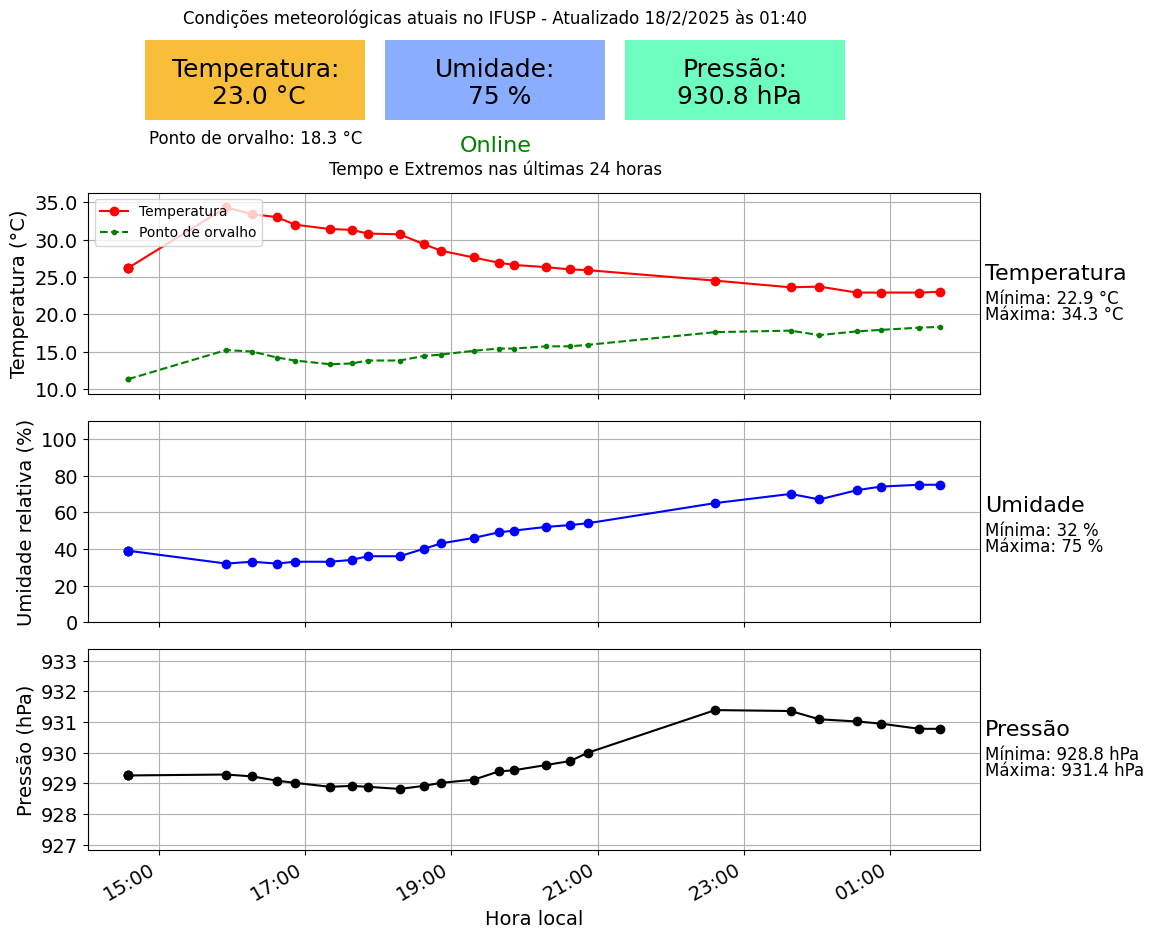 Condições meteorológicas atuais no IFUSP - Atualizado 18/2/2025 às 01:40
Temperatura:
23.0 °C
Umidade:
75 %
Pressão:
930.8 hPa
Ponto de orvalho: 18.3 °C
Online
Tempo e Extremos nas últimas 24 horas
Temperatura (°C)
35.0
30.0
25.0
20.0
15.0
10.0
Temperatura
Ponto de orvalho
Temperatura
Mínima: 22.9 °C
Máxima: 34.3 °C
Umidade relativa (%)
100
80
60
40
20
0
Umidade
Mínima: 32 %
Máxima: 75 %
Pressão (hPa)
933
932
931
930
929
928
927
Pressão
Mínima: 928.8 hPa
Máxima: 931.4 hPa
15:00
17:00
19:00
21:00
23:00
01:00
Hora local